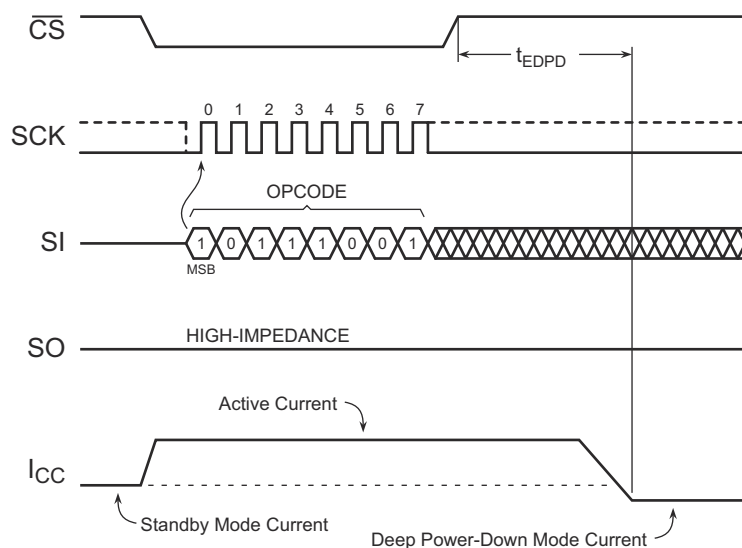 CS
tEDPD
0 1 2 3 4 5 6 7
SCK
OPCODE
SI
1 0 1 1 1 0 0 1
MSB
HIGH-IMPEDANCE
SO
Active Current
ICC
Standby Mode Current
Deep Power-Down Mode Current